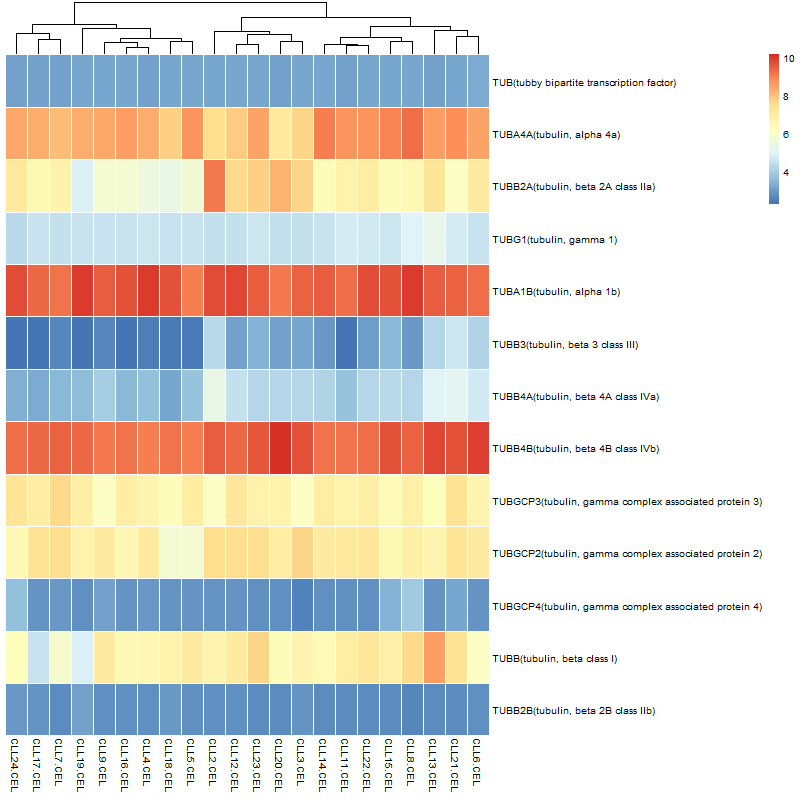 10
8
6
4
TUB(tubby bipartite transcription factor)
TUBA4A(tubulin, alpha 4a)
TUBB2A(tubulin, beta 2A class IIa)
TUBG1(tubulin, gamma 1)
TUBA1B(tubulin, alpha 1b)
TUBB3(tubulin, beta 3 class III)
TUBB4A(tubulin, beta 4A class IVa)
TUBB4B(tubulin, beta 4B class IVb)
TUBGCP3(tubulin, gamma complex associated protein 3)
TUBGCP2(tubulin, gamma complex associated protein 2)
TUBGCP4(tubulin, gamma complex associated protein 4)
TUBB(tubulin, beta class I)
TUBB2B(tubulin, beta 2B class IIb)
CLL24.CEL
CLL17.CEL
CLL7.CEL
CLL19.CEL
CLL9.CEL
CLL16.CEL
CLL4.CEL
CLL18.CEL
CLL5.CEL
CLL2.CEL
CLL12.CEL
CLL23.CEL
CLL20.CEL
CLL3.CEL
CLL14.CEL
CLL11.CEL
CLL22.CEL
CLL15.CEL
CLL8.CEL
CLL13.CEL
CLL21.CEL
CLL6.CEL